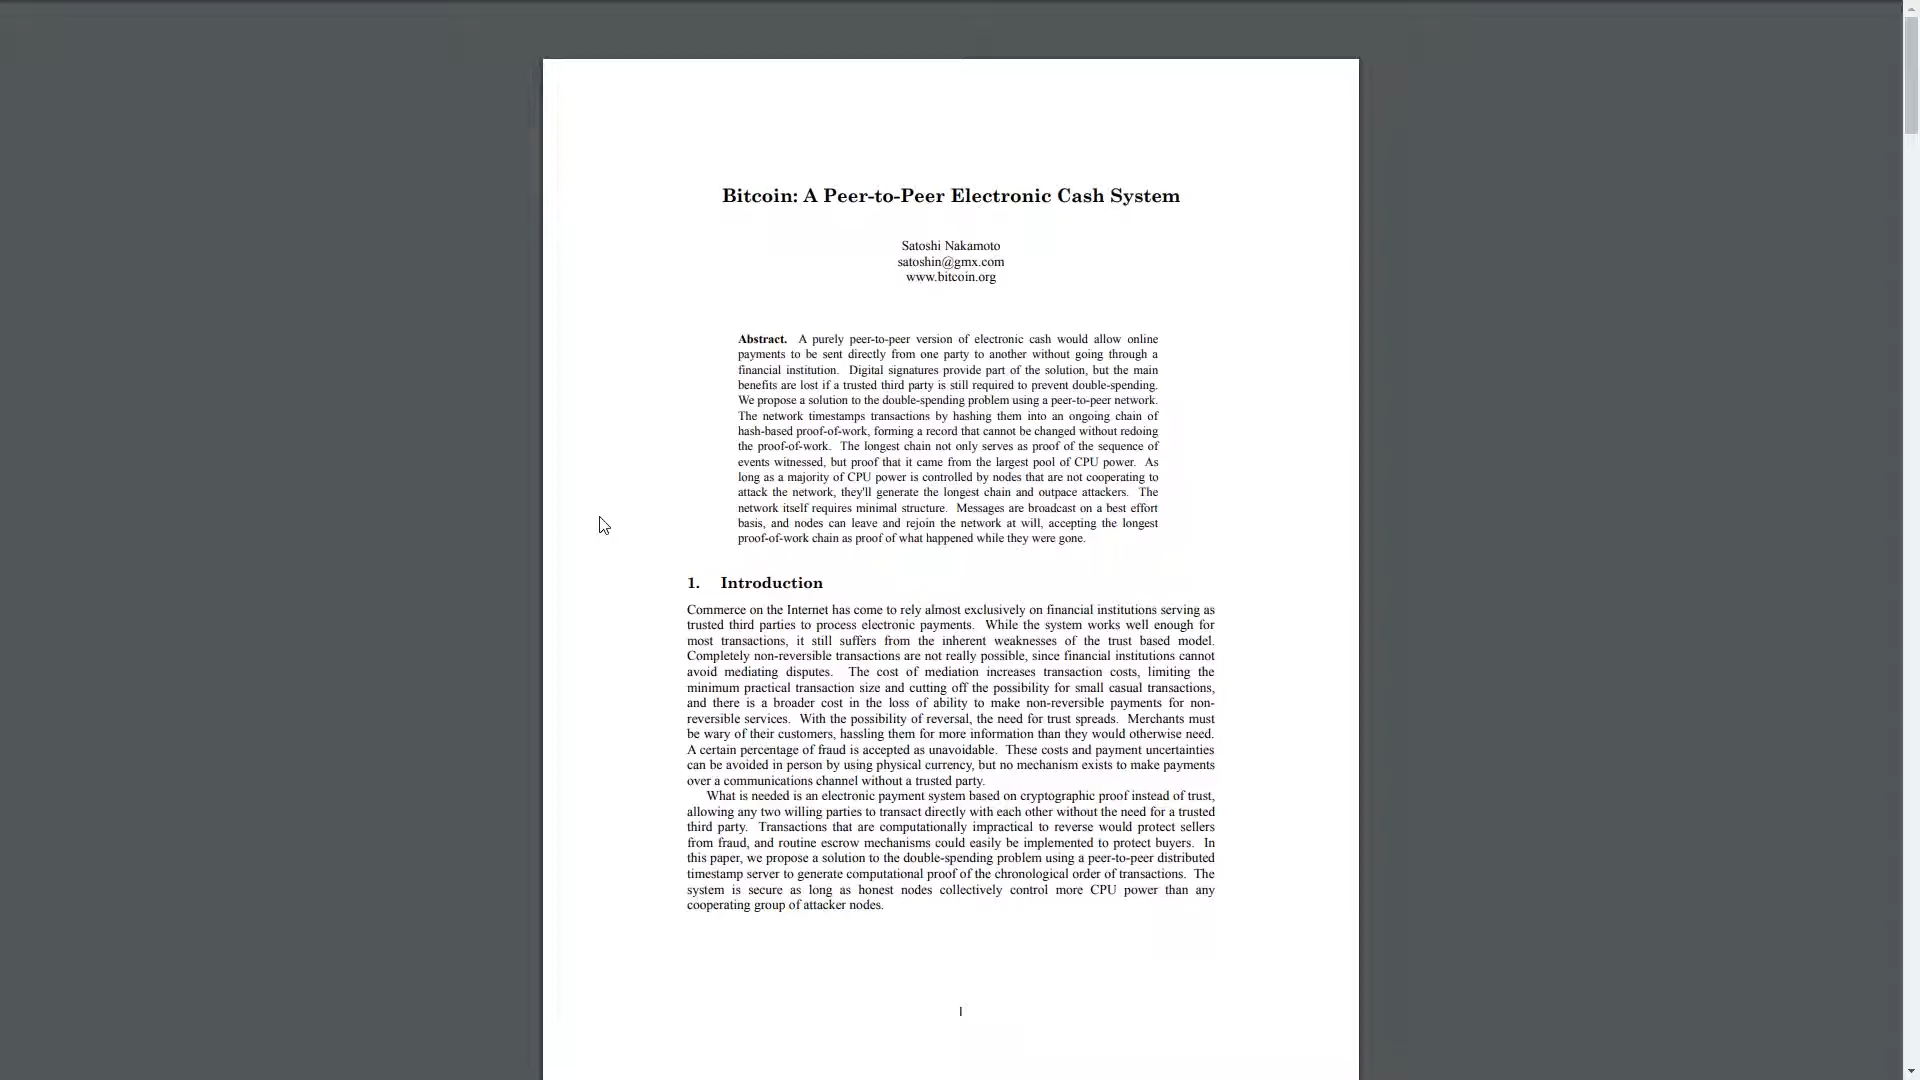 Bitcoin: A Peer-to-Peer Electronic Cash System
Satoshi Nakamoto
satoshin@gmx.com
www.bitcoin.org
Abstract. A purely peer-to-peer version of electronic cash would allow online
payments to be sent directly from one party to another without going through a
financial institution. Digital signatures provide part of the solution, but the main
benefits are lost if a trusted third party is still required to prevent double-spending.
We propose a solution to the double-spending problem using a peer-to-peer network.
The network timestamps transactions by hashing them into an ongoing chain of
hash-based proof-of-work, forming a record that cannot be changed without redoing
the proof-of-work. The longest chain not only serves as proof of the sequence of
events witnessed, but proof that it came from the largest pool of CPU power. As
long as a majority of CPU power is controlled by nodes that are not cooperating to
attack the network, they'll generate the longest chain and outpace attackers. The
network itself requires minimal structure. Messages are broadcast on a best effort
basis, and nodes can leave and rejoin the network at will, accepting the longest
proof-of-work chain as proof of what happened while they were gone.
1. Introduction
Commerce on the Internet has come to rely almost exclusively on financial institutions serving as
trusted third parties to process electronic payments. While the system works well enough for
most transactions, it still suffers from the inherent weaknesses of the trust based model.
Completely non-reversible transactions are not really possible, since financial institutions cannot
avoid mediating disputes. The cost of mediation increases transaction costs, limiting the
minimum practical transaction size and cutting off the possibility for small casual transactions,
and there is a broader cost in the loss of ability to make non-reversible payments for non-
reversible services. With the possibility of reversal, the need for trust spreads. Merchants must
be wary of their customers, hassling them for more information than they would otherwise need.
A certain percentage of fraud is accepted as unavoidable. These costs and payment uncertainties
can be avoided in person by using physical currency, but no mechanism exists to make payments
over a communications channel without a trusted party.
What is needed is an electronic payment system based on cryptographic proof instead of trust,
allowing any two willing parties to transact directly with each other without the need for a trusted
third party. Transactions that are computationally impractical to reverse would protect sellers
from fraud, and routine escrow mechanisms could easily be implemented to protect buyers. In
this paper, we propose a solution to the double-spending problem using a peer-to-peer distributed
timestamp server to generate computational proof of the chronological order of transactions. The
system is secure as long as honest nodes collectively control more CPU power than any
cooperating group of attacker nodes.
1